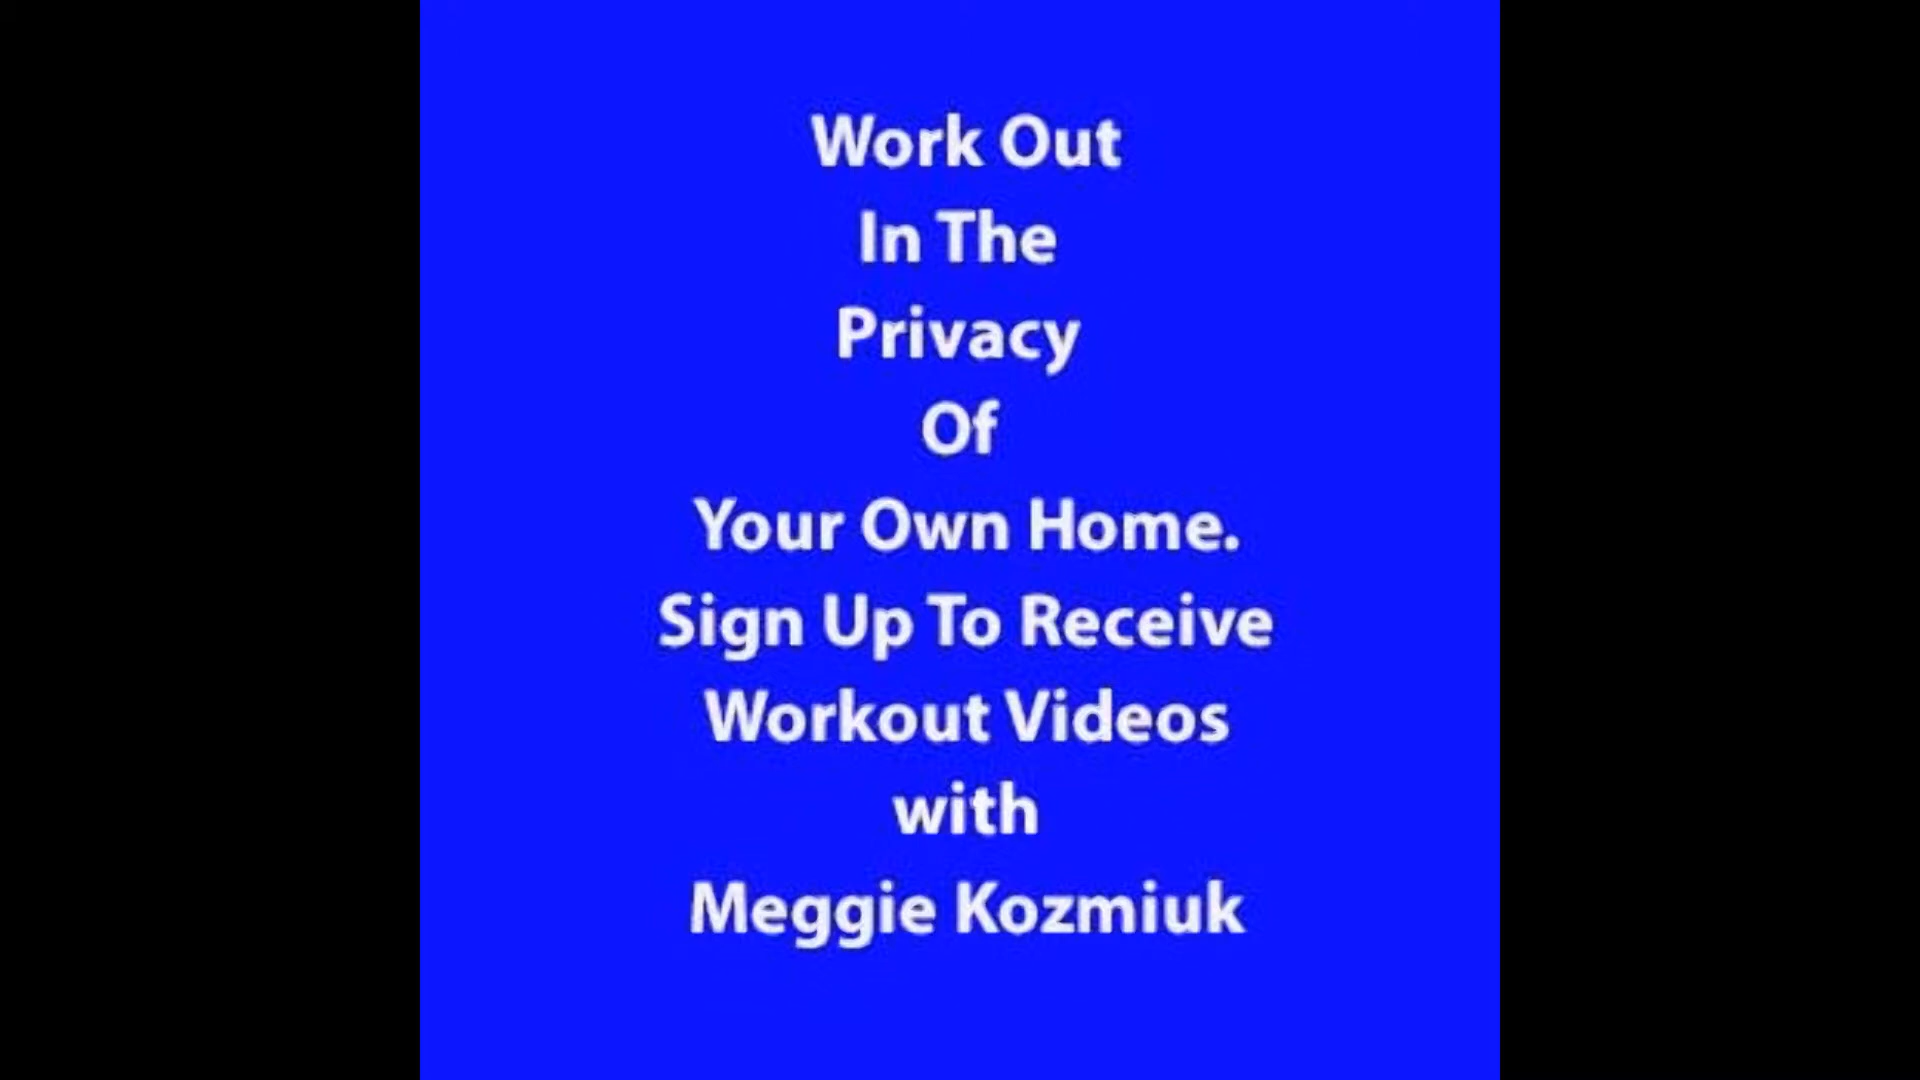 Work Out
In The
Privacy
Of
Your Own Home.
Sign Up To Receive
Workout Videos
with
Meggie Kozmiuk